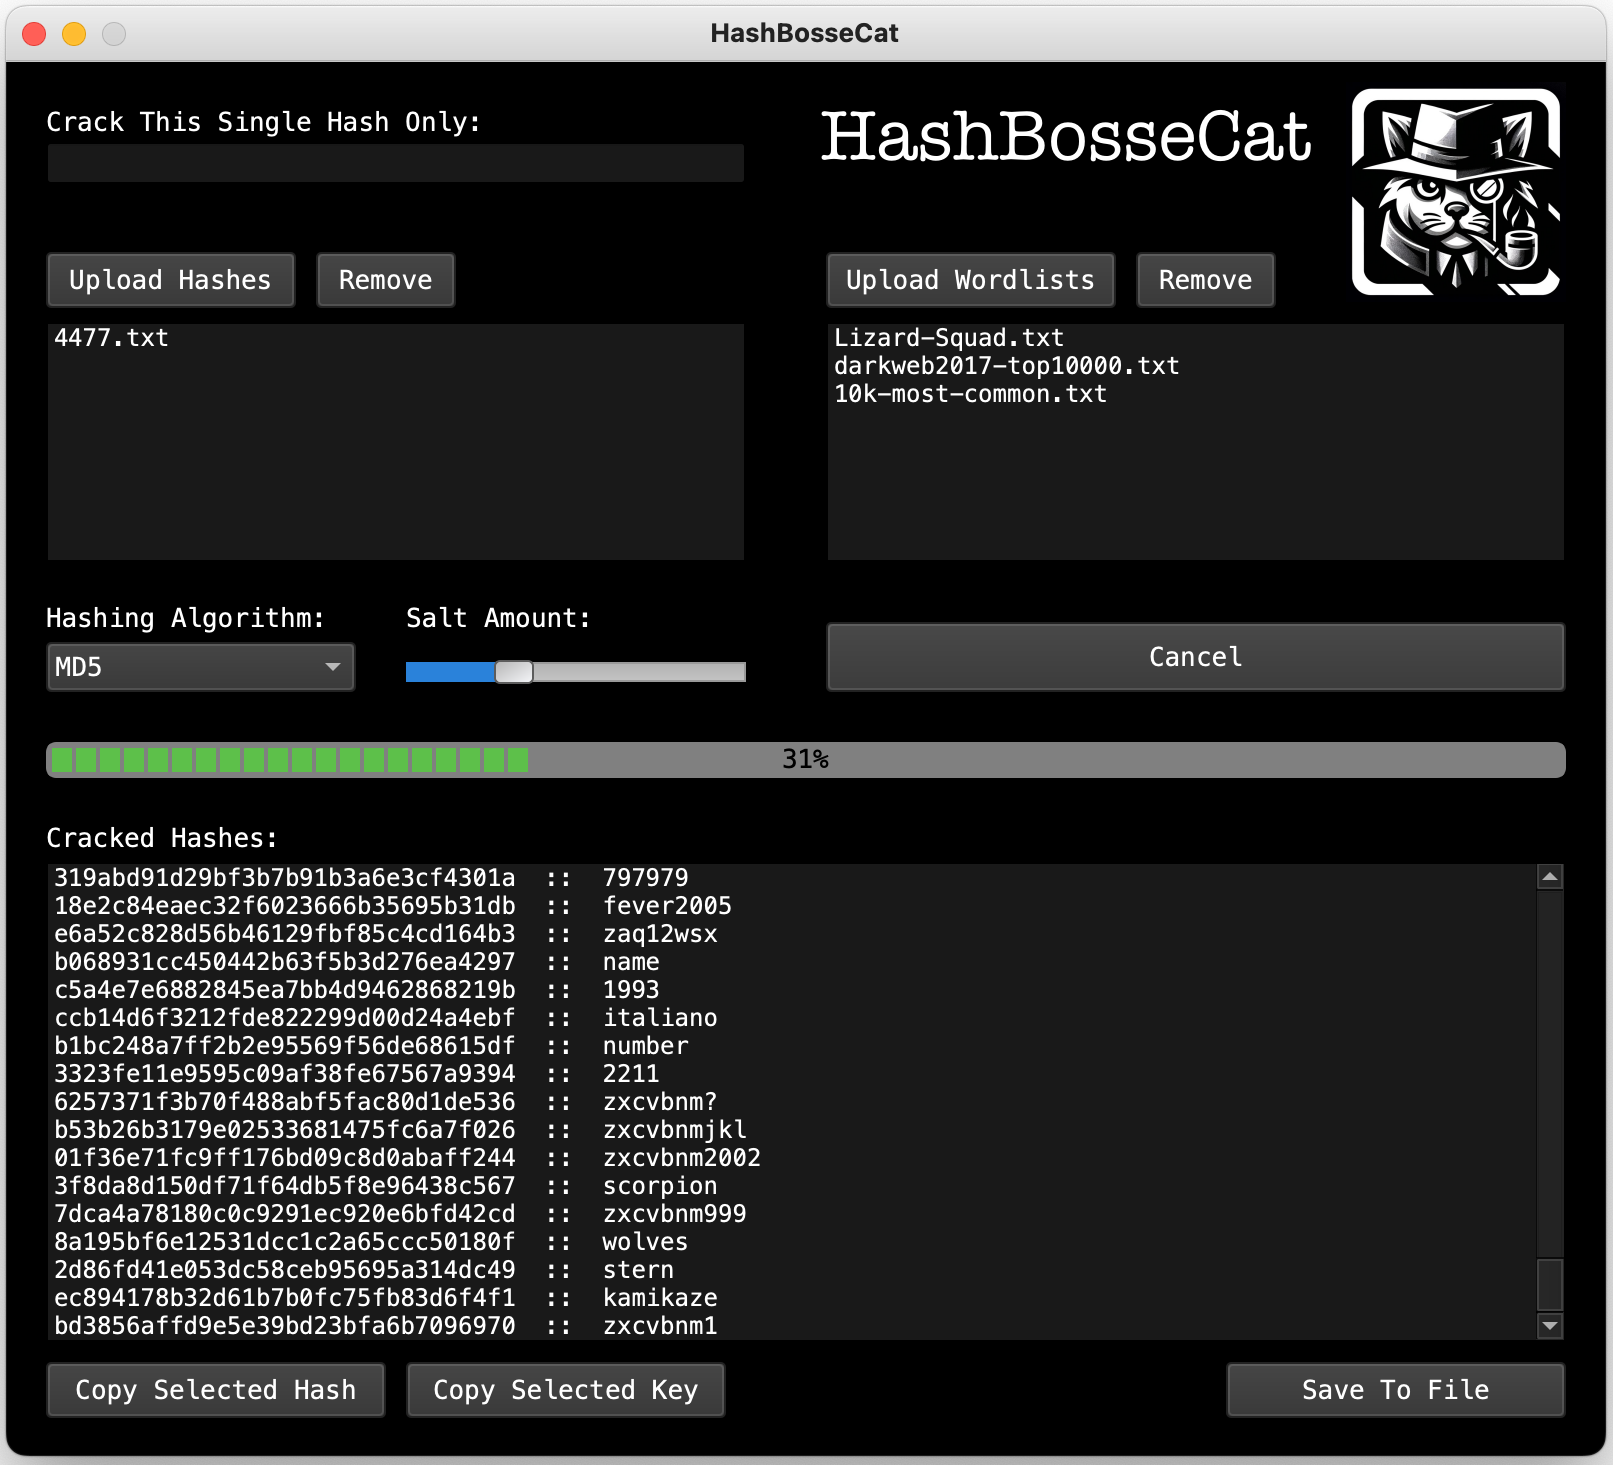 HashBosseCat
Crack This Single Hash Only:
HashBosseCat
Upload Hashes
Remove
Upload Wordlists
Remove
4477.txt
Lizard-Squad.txt
darkweb2017-top10000.txt
10k-most-common.txt
Hashing Algorithm:
Salt Amount:
MD5
Cancel
31%
Cracked Hashes:
319abd91d29bf3b7b91b3a6e3cf4301a :: 797979
18e2c84eaec32f6023666b35695b31db :: fever2005
e6a52c828d56b46129fbf85c4cd164b3 :: zaq12wsx
b068931cc450442b63f5b3d276ea4297 :: name
c5a4e7e6882845ea7bb4d9462868219b :: 1993
ccb14d6f3212fde822299d00d24a4ebf :: italiano
b1bc248a7ff2b2e95569f56de68615df :: number
3323fe11e9595c09af38fe67567a9394 :: 2211
6257371f3b70f488abf5fac80d1de536 :: zxcvbnm?
b53b26b3179e02533681475fc6a7f026 :: zxcvbnmjkl
01f36e71fc9ff176bd09c8d0abaff244 :: zxcvbnm2002
3f8da8d150df71f64db5f8e96438c567 :: scorpion
7dca4a78180c0c9291ec920e6bfd42cd :: zxcvbnm999
8a195bf6e12531dcc1c2a65ccc50180f :: wolves
2d86fd41e053dc58ceb95695a314dc49 :: stern
ec894178b32d61b7b0fc75fb83d6f4f1 :: kamikaze
bd3856affd9e5e39bd23bfa6b7096970 :: zxcvbnm1
Copy Selected Hash
Copy Selected Key
Save To File